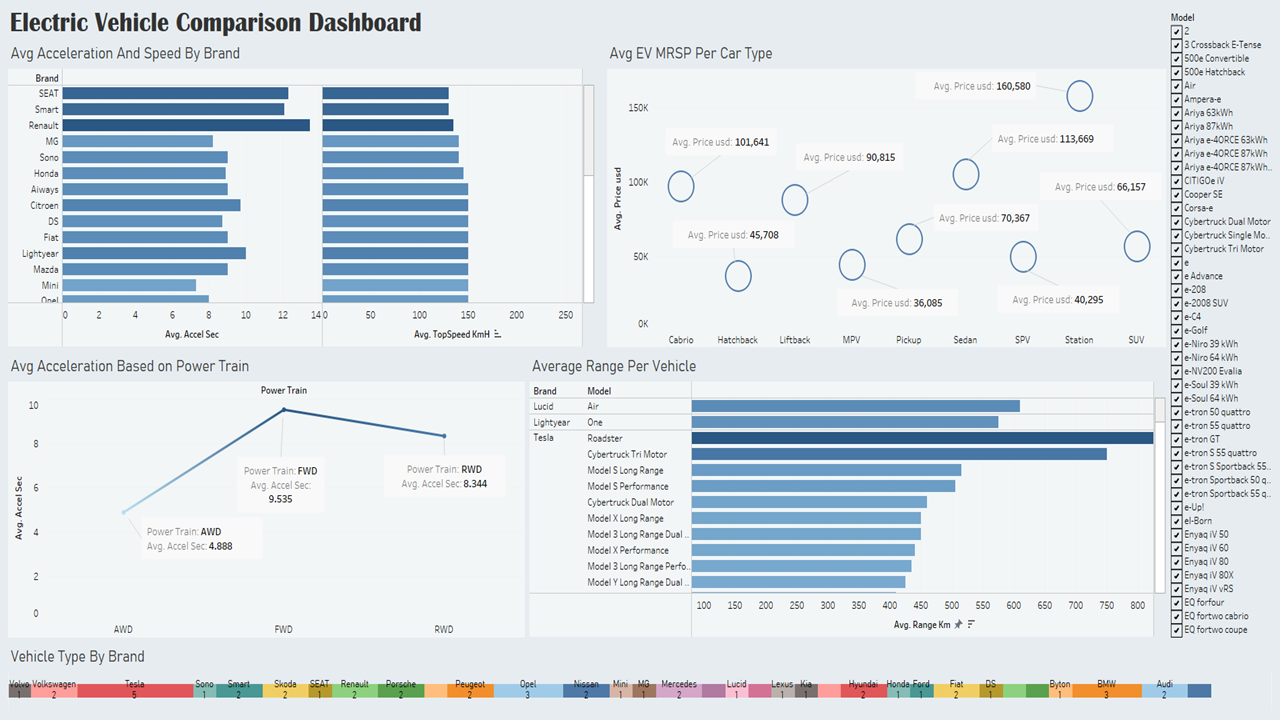 Electric Vehicle Comparison Dashboard
Avg Acceleration And Speed By Brand
Brand
SEAT
Smart
Renault
MG
Sono
Honda
Aiways
Citroen
DS
Fiat
Lightyear
Mazda
Mini
Opel
0 2 4 6 8 10 12 14
Avg. Accel Sec
0 50 100 150 200 250
Avg. TopSpeed KmH
Avg EV MRSP Per Car Type
Avg. Price usd
150K
100K
50K
0K
Avg. Price usd: 101,641
Avg. Price usd: 45,708
Avg. Price usd: 90,815
Avg. Price usd: 36,085
Avg. Price usd: 70,367
Avg. Price usd: 113,669
Avg. Price usd: 40,295
Avg. Price usd: 160,580
Avg. Price usd: 66,157
Cabrio Hatchback Liftback MPV Pickup Sedan SPV Station SUV
Avg Acceleration Based on Power Train
Power Train
Avg. Accel Sec
10
8
6
4
2
0
Power Train: AWD
Avg. Accel Sec: 4.888
Power Train: FWD
Avg. Accel Sec:
9.535
Power Train: RWD
Avg. Accel Sec: 8.344
AWD FWD RWD
Average Range Per Vehicle
Brand Model
Lucid Air
Lightyear One
Tesla Roadster
Cybertruck Tri Motor
Model S Long Range
Model S Performance
Cybertruck Dual Motor
Model X Long Range
Model 3 Long Range Dual ..
Model X Performance
Model 3 Long Range Perfo..
Model Y Long Range Dual ..
100 150 200 250 300 350 400 450 500 550 600 650 700 750 800
Avg. Range Km
Vehicle Type By Brand
Volvo Volkswagen Tesla Sono Smart Skoda SEAT Renault Porsche Peugeot Opel Nissan Mini MG Mercedes Lucid Lexus Kia Hyundai Honda Ford Fiat DS Byton BMW Audi
1 2 5 1 2 2 1 2 2 2 3 2 1 1 2 1 1 1 2 1 1 2 1 1 3 2
Model
2
3 Crossback E-Tense
500e Convertible
500e Hatchback
Air
Ampera-e
Ariya 63kWh
Ariya 87kWh
Ariya e-4ORCE 63kWh
Ariya e-4ORCE 87kWh
Ariya e-4ORCE 87kWh..
CITIGOe iV
Cooper SE
Corsa-e
Cybertruck Dual Motor
Cybertruck Single Mo..
Cybertruck Tri Motor
e
e Advance
e-208
e-2008 SUV
e-C4
e-Golf
e-Niro 39 kWh
e-Niro 64 kWh
e-NV200 Evalia
e-Soul 39 kWh
e-Soul 64 kWh
e-tron 50 quattro
e-tron 55 quattro
e-tron GT
e-tron S 55 quattro
e-tron S Sportback 55..
e-tron Sportback 50 q..
e-tron Sportback 55 q..
e-Up!
el-Born
Enyaq iV 50
Enyaq iV 60
Enyaq iV 80
Enyaq iV 80X
Enyaq iV vRS
EQ forfour
EQ fortwo cabrio
EQ fortwo coupe